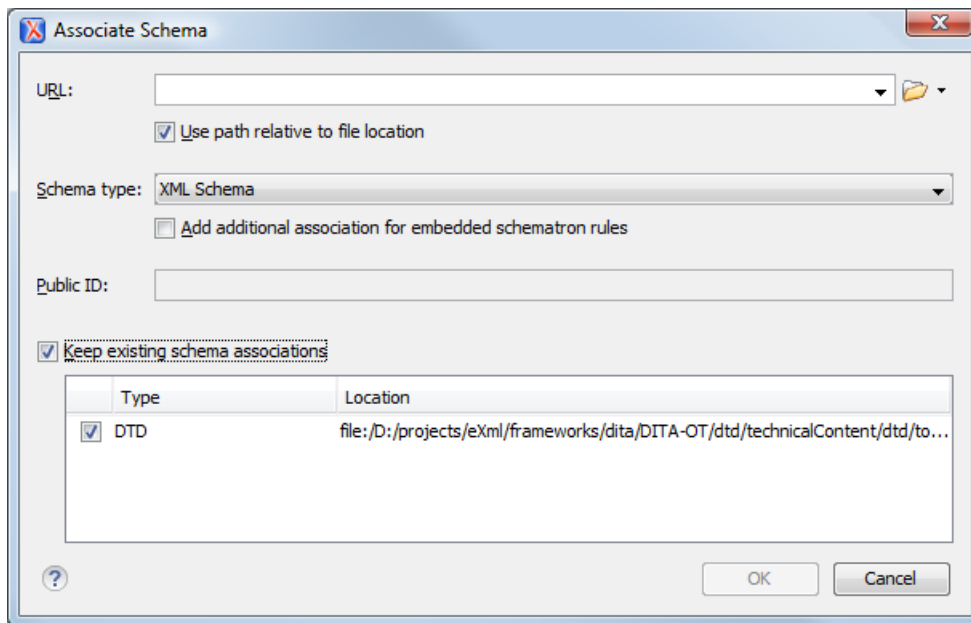 Associate Schema
URL:
Use path relative to file location
Schema type: XML Schema
Add additional association for embedded schematron rules
Public ID:
Keep existing schema associations
Type Location
DTD file:/D:/projects/eXml/frameworks/dita/DITA-OT/dtd/technicalContent/dtd/to...
? OK Cancel